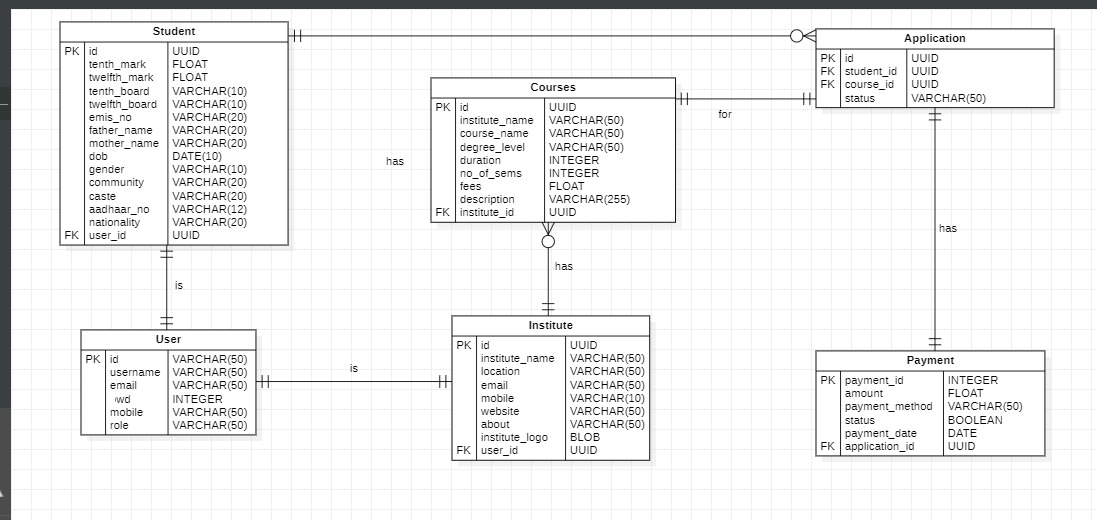 Student
PK id UUID
tenth_mark FLOAT
twelfth_mark FLOAT
tenth_board VARCHAR(10)
twelfth_board VARCHAR(10)
emis_no VARCHAR(20)
father_name VARCHAR(20)
mother_name VARCHAR(20)
dob DATE(10)
gender VARCHAR(10)
community VARCHAR(20)
caste VARCHAR(20)
aadhaar_no VARCHAR(12)
nationality VARCHAR(20)
FK user_id UUID
Application
PK id UUID
FK student_id UUID
FK course_id UUID
status VARCHAR(50)
Courses
PK id UUID
institute_name VARCHAR(50)
course_name VARCHAR(50)
degree_level VARCHAR(50)
duration INTEGER
no_of_sems INTEGER
fees FLOAT
description VARCHAR(255)
FK institute_id UUID
for
has
has
has
is
User
PK id VARCHAR(50)
username VARCHAR(50)
email VARCHAR(50)
INTEGER
mobile VARCHAR(50)
role VARCHAR(50)
is
Institute
PK id UUID
institute_name VARCHAR(50)
location VARCHAR(50)
email VARCHAR(50)
mobile VARCHAR(10)
website VARCHAR(50)
about VARCHAR(50)
institute_logo BLOB
FK user_id UUID
Payment
PK payment_id INTEGER
amount FLOAT
payment_method VARCHAR(50)
status BOOLEAN
payment_date DATE
FK application_id UUID